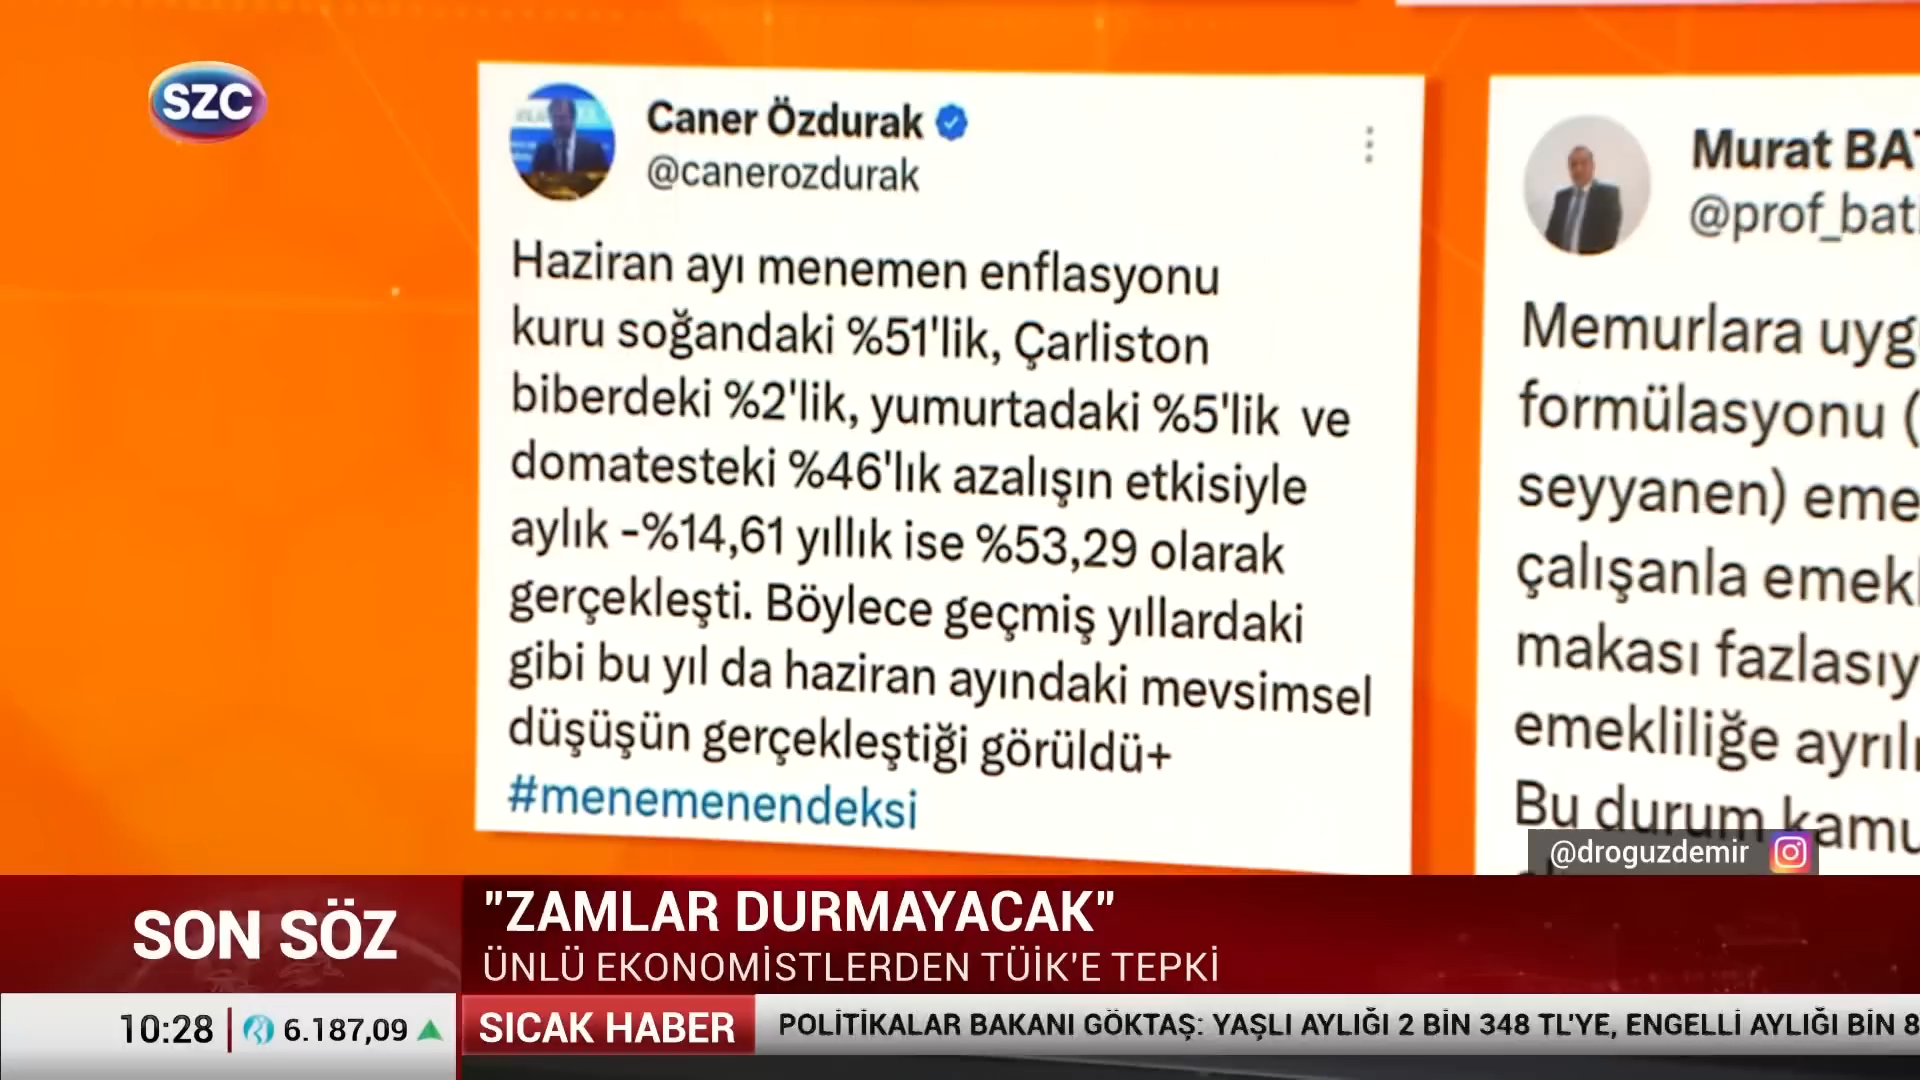 SZC
Caner Özdurak
@canerozdurak
Haziran ayı menemen enflasyonu
kuru soğandaki %51'lik, Çarliston
biberdeki %2'lik, yumurtadaki %5'lik ve
domatesteki %46'lık azalışın etkisiyle
aylık -%14,61 yıllık ise %53,29 olarak
gerçekleşti. Böylece geçmiş yıllardaki
gibi bu yıl da haziran ayındaki mevsimsel
düşüşün gerçekleştiği görüldü+
#menemenendeksi
Murat
Memurlara
formülasyonu (
seyyanen)
çalışanla
makası
emekliliğe
Bu durum
@droguzdemir
SON SÖZ
"ZAMLAR DURMAYACAK"
ÜNLÜ EKONOMİSTLERDEN TÜİK'E TEPKİ
10:28
6.187,09
SICAK HABER
POLİTİKALAR BAKANI GÖKTAŞ: YAŞLI AYLIĞI 2 BİN 348 TL'YE, ENGELLİ AYLIĞI BİN